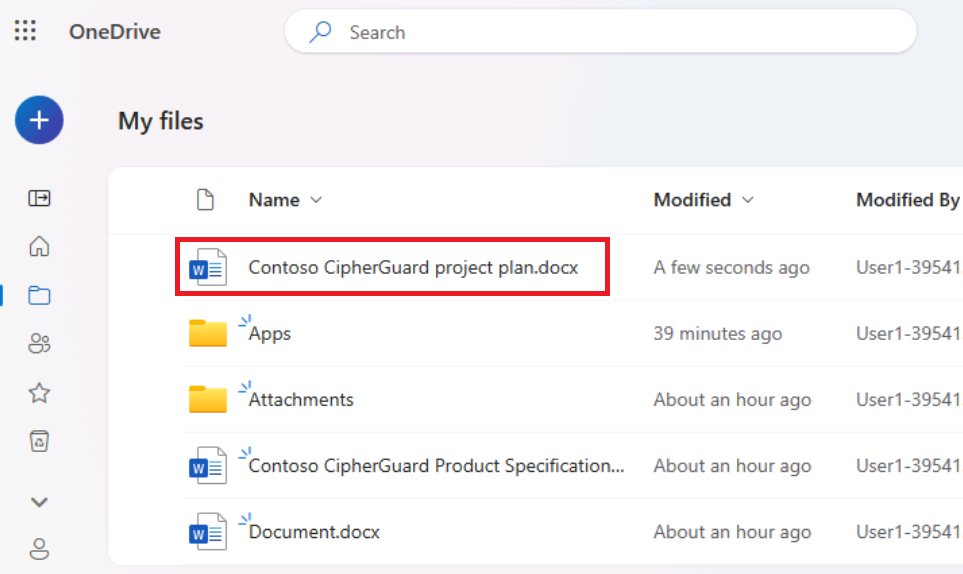 OneDrive
Search
My files
Name
Modified
Modified By
Contoso CipherGuard project plan.docx
A few seconds ago
User1-39541
Apps
39 minutes ago
User1-39541
Attachments
About an hour ago
User1-39541
Contoso CipherGuard Product Specification...
About an hour ago
User1-39541
Document.docx
About an hour ago
User1-39541